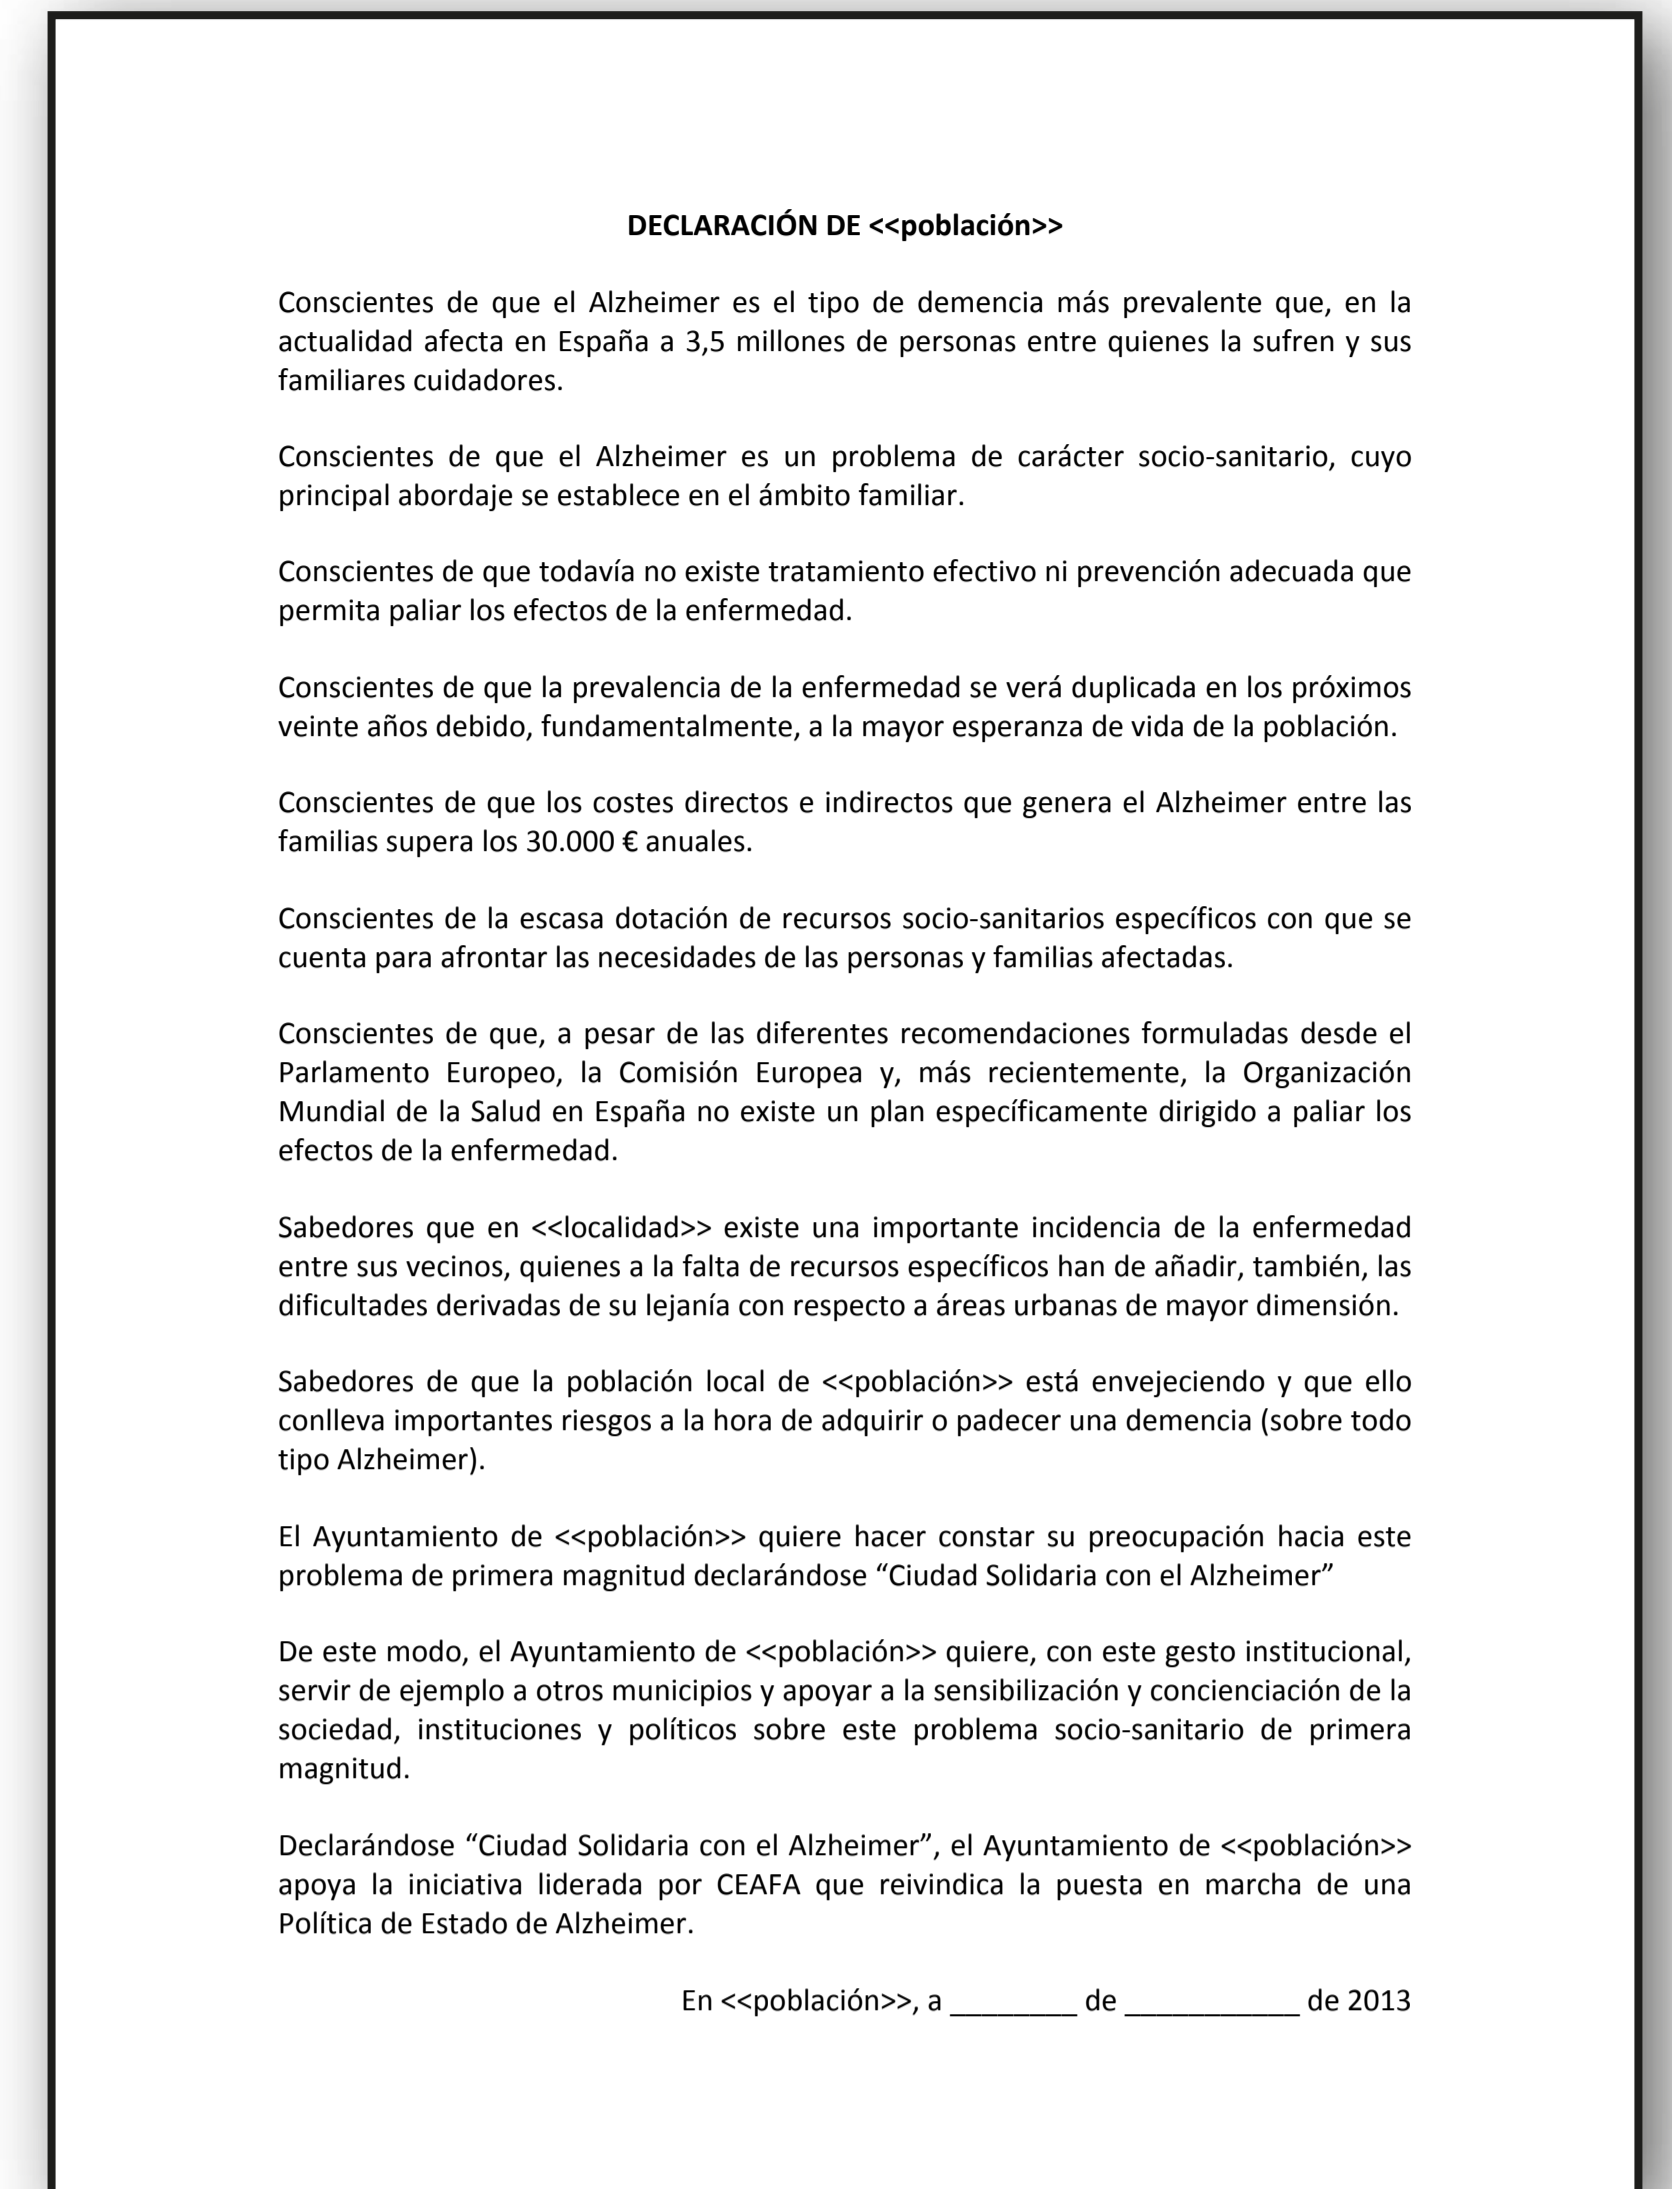 DECLARACIÓN DE <<población>>
Conscientes de que el Alzheimer es el tipo de demencia más prevalente que, en la
actualidad afecta en España a 3,5 millones de personas entre quienes la sufren y sus
familiares cuidadores.
Conscientes de que el Alzheimer es un problema de carácter socio-sanitario, cuyo
principal abordaje se establece en el ámbito familiar.
Conscientes de que todavía no existe tratamiento efectivo ni prevención adecuada que
permita paliar los efectos de la enfermedad.
Conscientes de que la prevalencia de la enfermedad se verá duplicada en los próximos
veinte años debido, fundamentalmente, a la mayor esperanza de vida de la población.
Conscientes de que los costes directos e indirectos que genera el Alzheimer entre las
familias supera los 30.000 € anuales.
Conscientes de la escasa dotación de recursos socio-sanitarios específicos con que se
cuenta para afrontar las necesidades de las personas y familias afectadas.
Conscientes de que, a pesar de las diferentes recomendaciones formuladas desde el
Parlamento Europeo, la Comisión Europea y, más recientemente, la Organización
Mundial de la Salud en España no existe un plan específicamente dirigido a paliar los
efectos de la enfermedad.
Sabedores que en <<localidad>> existe una importante incidencia de la enfermedad
entre sus vecinos, quienes a la falta de recursos específicos han de añadir, también, las
dificultades derivadas de su lejanía con respecto a áreas urbanas de mayor dimensión.
Sabedores de que la población local de <<población>> está envejeciendo y que ello
conlleva importantes riesgos a la hora de adquirir o padecer una demencia (sobre todo
tipo Alzheimer).
El Ayuntamiento de <<población>> quiere hacer constar su preocupación hacia este
problema de primera magnitud declarándose “Ciudad Solidaria con el Alzheimer”
De este modo, el Ayuntamiento de <<población>> quiere, con este gesto institucional,
servir de ejemplo a otros municipios y apoyar a la sensibilización y concienciación de la
sociedad, instituciones y políticos sobre este problema socio-sanitario de primera
magnitud.
Declarándose “Ciudad Solidaria con el Alzheimer”, el Ayuntamiento de <<población>>
apoya la iniciativa liderada por CEAFA que reivindica la puesta en marcha de una
Política de Estado de Alzheimer.
En <<población>>, a ________ de ___________ de 2013